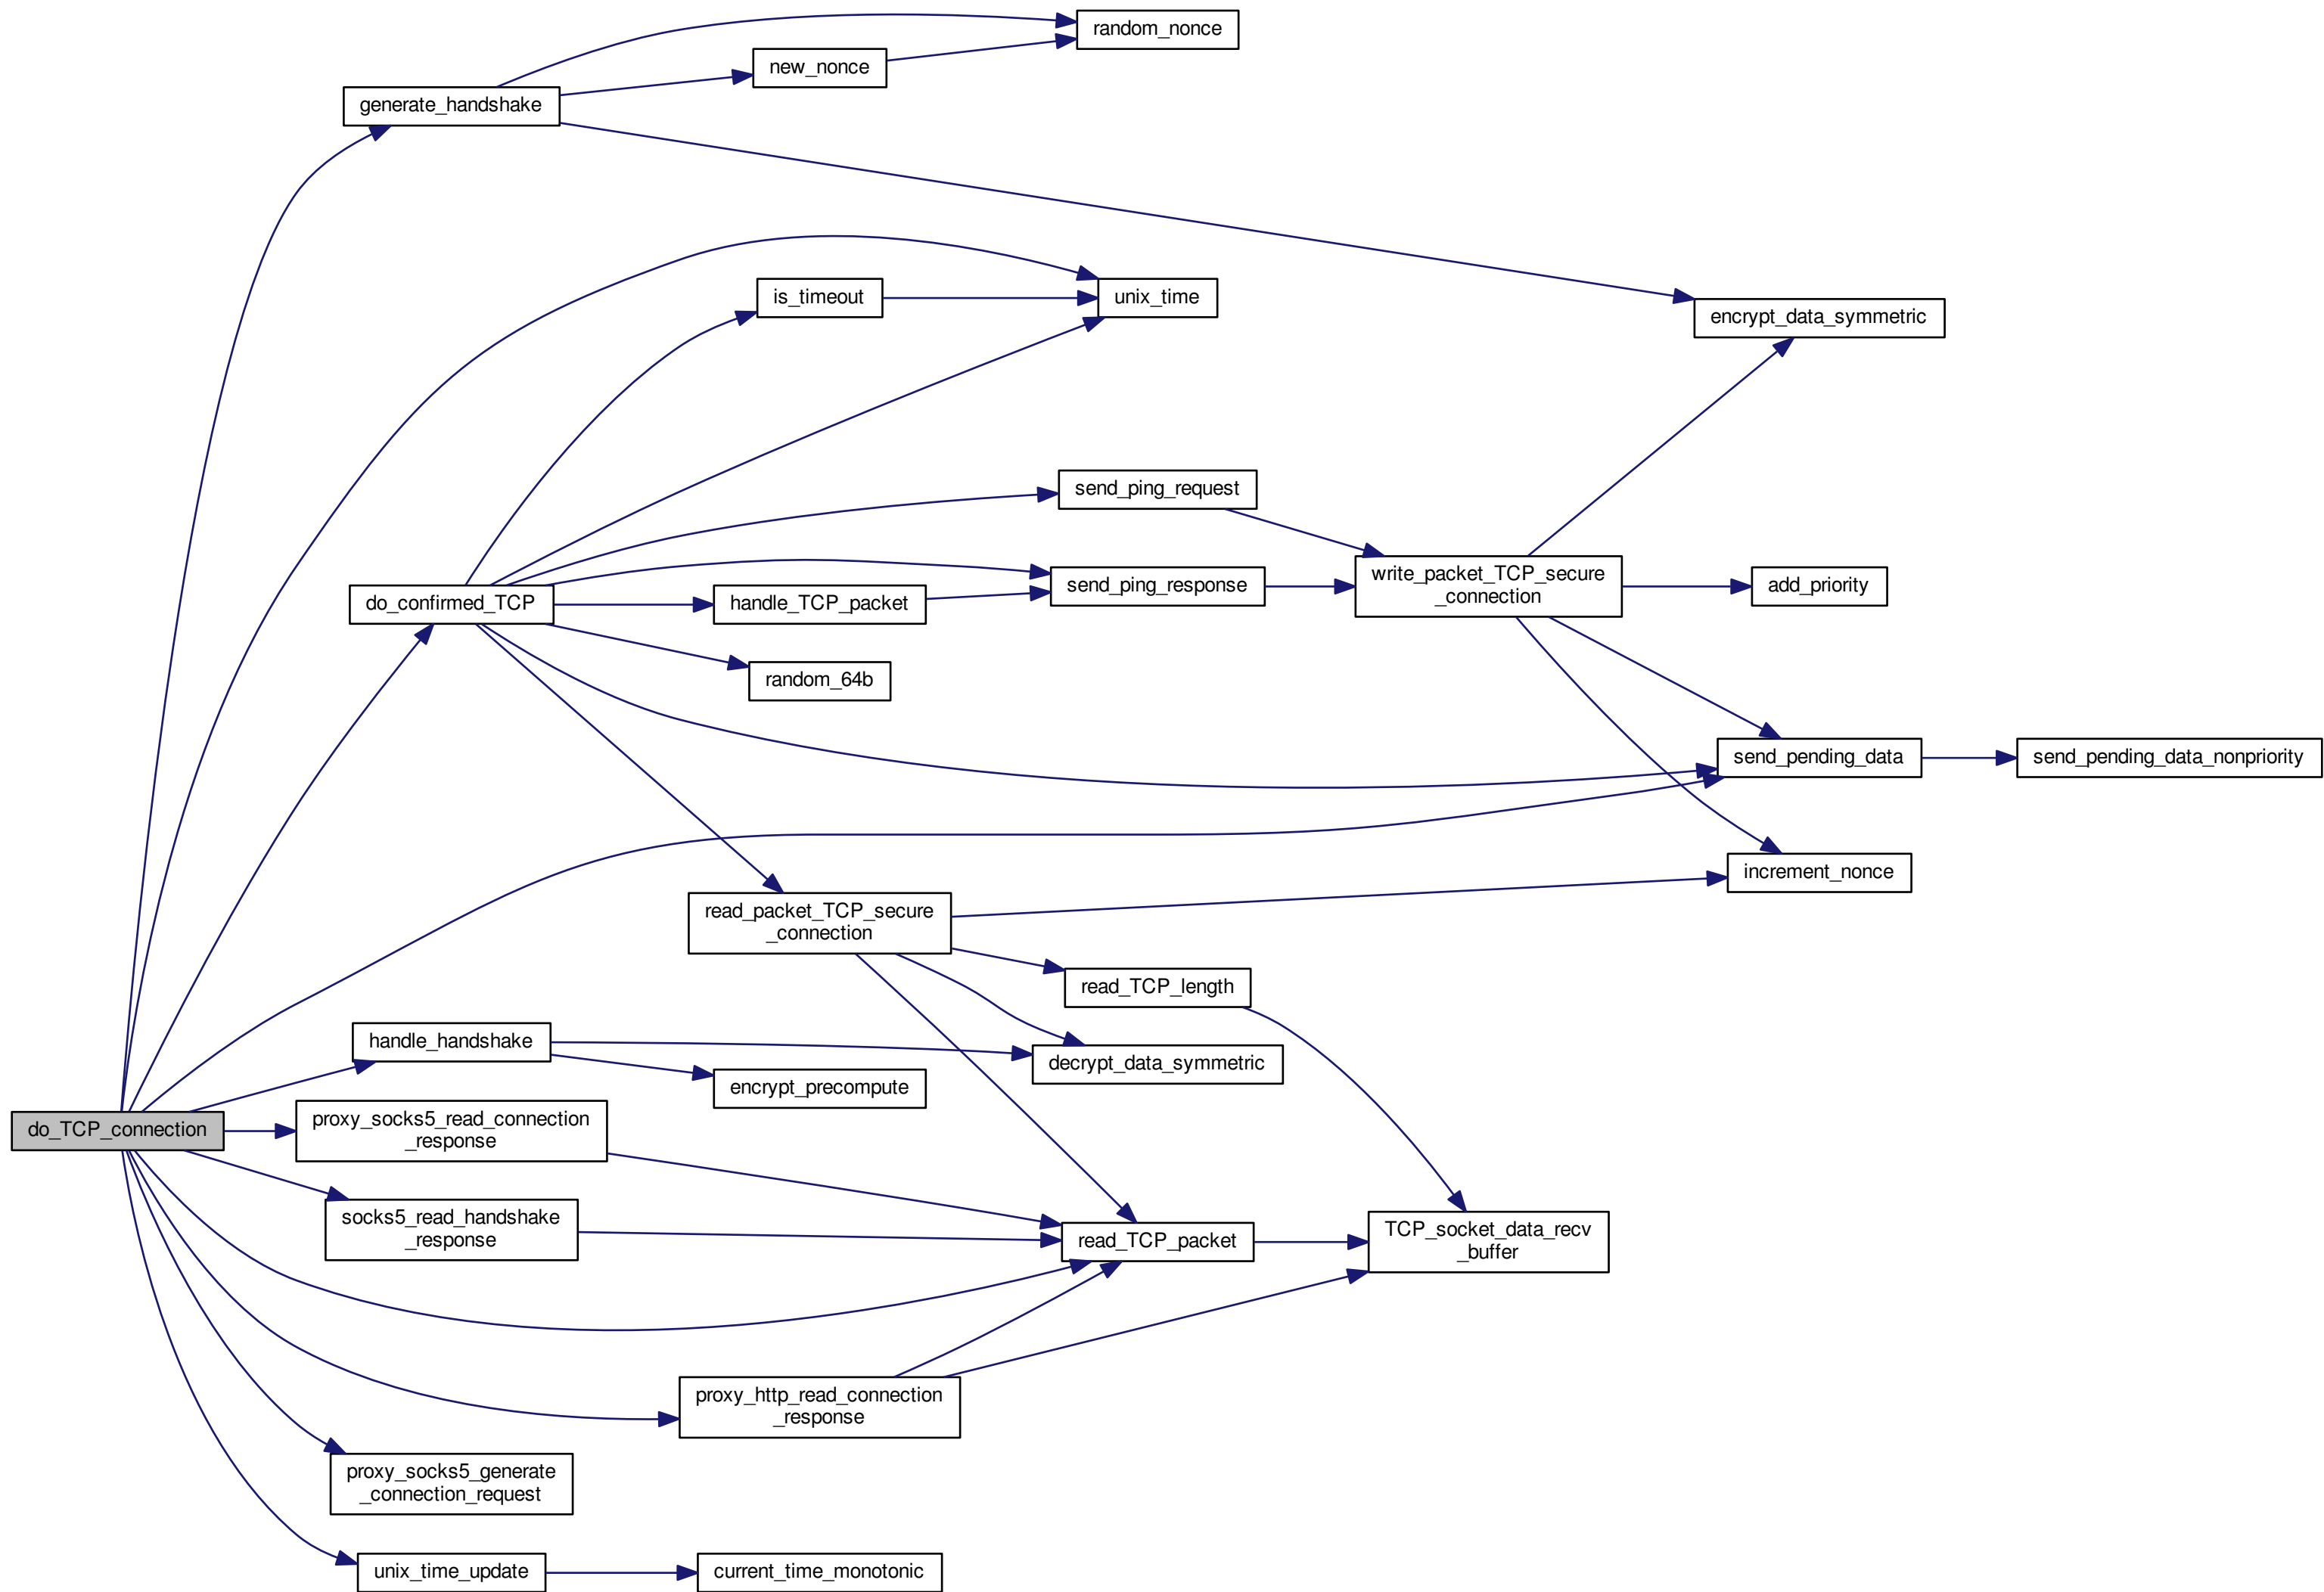 random_nonce
new_nonce
generate_handshake
is_timeout
unix_time
encrypt_data_symmetric
send_ping_request
write_packet_TCP_secure
_connection
add_priority
send_ping_response
do_confirmed_TCP
handle_TCP_packet
random_64b
send_pending_data
send_pending_data_nonpriority
increment_nonce
read_packet_TCP_secure
_connection
read_TCP_length
handle_handshake
decrypt_data_symmetric
encrypt_precompute
do_TCP_connection
proxy_socks5_read_connection
_response
socks5_read_handshake
_response
read_TCP_packet
TCP_socket_data_recv
_buffer
proxy_http_read_connection
_response
proxy_socks5_generate
_connection_request
unix_time_update
current_time_monotonic